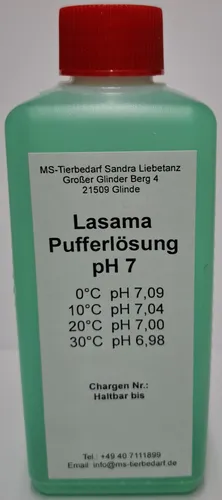 MS-Tierbedarf Sandra Liebetanz
Großer Glinder Berg 4
21509 Glinde
Lasama
Pufferlösung
pH 7
0°C pH 7,09
10°C pH 7,04
20°C pH 7,00
30°C pH 6,98
Chargen Nr.:
Haltbar bis
Tel.: +49 40 7111899
Email: info@ms-tierbedarf.de